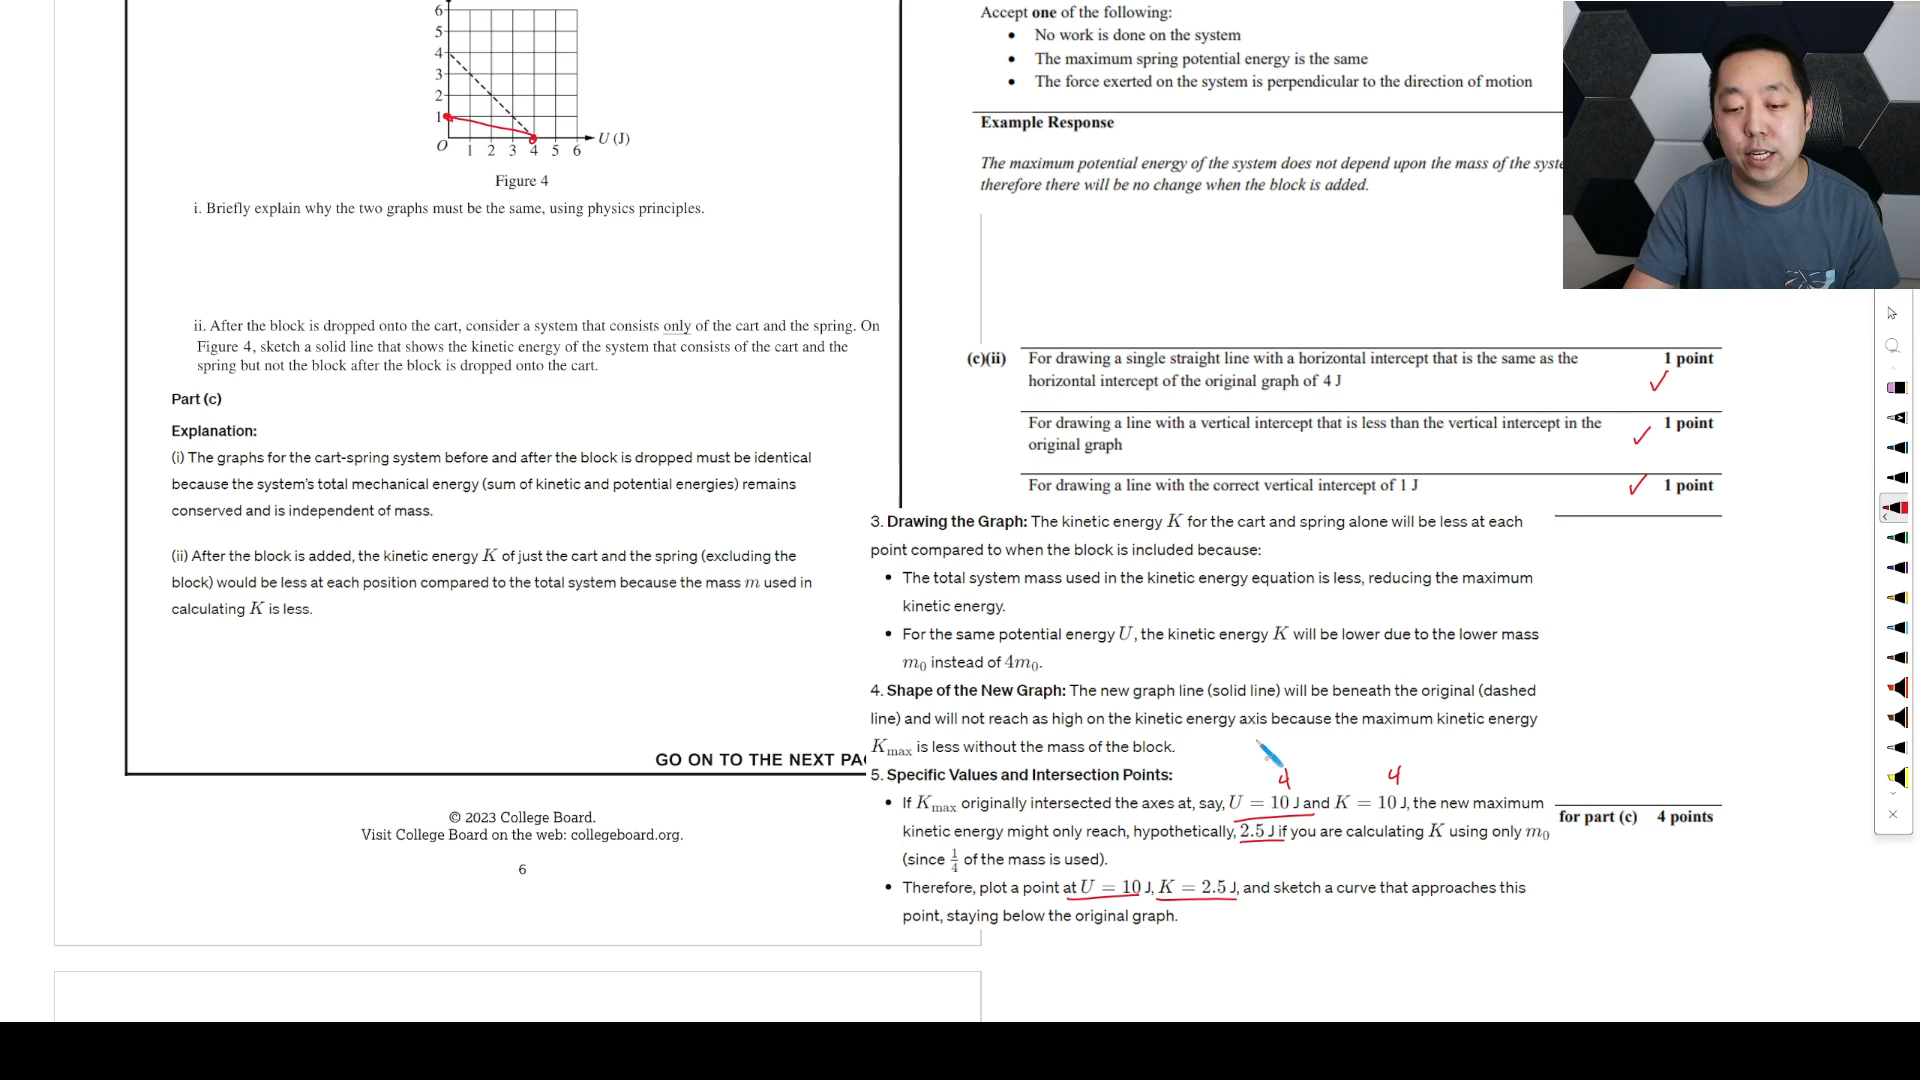 6
5
4
3
2
1
O
1 2 3 4 5 6
U (J)
Figure 4
i. Briefly explain why the two graphs must be the same, using physics principles.
ii. After the block is dropped onto the cart, consider a system that consists only of the cart and the spring. On
Figure 4, sketch a solid line that shows the kinetic energy of the system that consists of the cart and the
spring but not the block after the block is dropped onto the cart.
Part (c)
Explanation:
(i) The graphs for the cart-spring system before and after the block is dropped must be identical
because the system's total mechanical energy (sum of kinetic and potential energies) remains
conserved and is independent of mass.
(ii) After the block is added, the kinetic energy K of just the cart and the spring (excluding the
block) would be less at each position compared to the total system because the mass m used in
calculating K is less.
GO ON TO THE NEXT PA
© 2023 College Board.
Visit College Board on the web: collegeboard.org.
6
Accept one of the following:
• No work is done on the system
• The maximum spring potential energy is the same
• The force exerted on the system is perpendicular to the direction of motion
Example Response
The maximum potential energy of the system does not depend upon the mass of the syste
therefore there will be no change when the block is added.
(c)(ii) For drawing a single straight line with a horizontal intercept that is the same as the 1 point
horizontal intercept of the original graph of 4 J
For drawing a line with a vertical intercept that is less than the vertical intercept in the 1 point
original graph
For drawing a line with the correct vertical intercept of 1 J 1 point
3. Drawing the Graph: The kinetic energy K for the cart and spring alone will be less at each
point compared to when the block is included because:
• The total system mass used in the kinetic energy equation is less, reducing the maximum
kinetic energy.
• For the same potential energy U, the kinetic energy K will be lower due to the lower mass
m₀ instead of 4m₀.
4. Shape of the New Graph: The new graph line (solid line) will be beneath the original (dashed
line) and will not reach as high on the kinetic energy axis because the maximum kinetic energy
Kmax is less without the mass of the block.
5. Specific Values and Intersection Points:
4 4
• If Kmax originally intersected the axes at, say, U = 10 J and K = 10 J, the new maximum
kinetic energy might only reach, hypothetically, 2.5 J if you are calculating K using only m₀
(since 1/4 of the mass is used).
• Therefore, plot a point at U = 10 J, K = 2.5 J, and sketch a curve that approaches this
point, staying below the original graph.
for part (c) 4 points